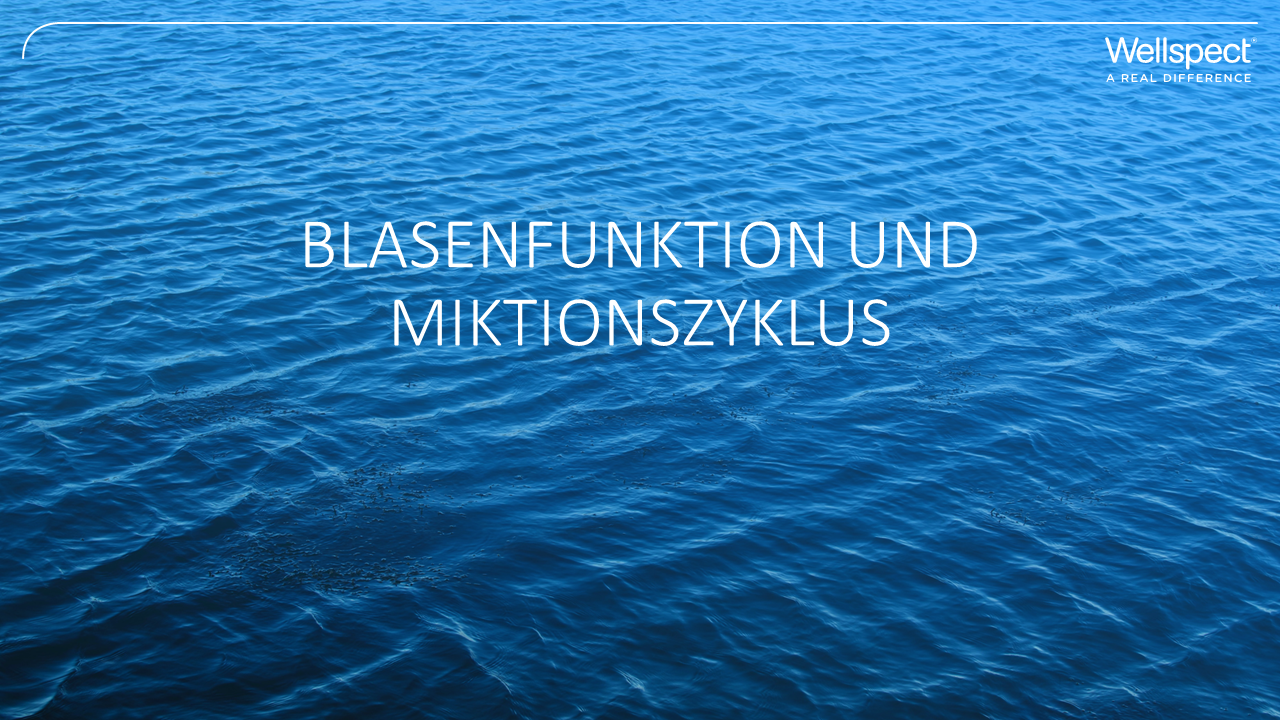 Wellspect®
A REAL DIFFERENCE
BLASENFUNKTION UND
MIKTIONSZYKLUS